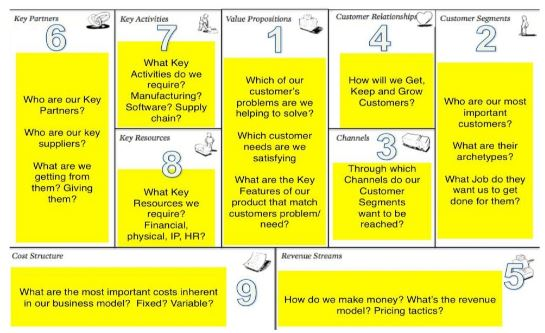 Key Partners
6
Who are our Key
Partners?
Who are our key
suppliers?
What are we
getting from
them? Giving
them?
Key Activities
7
What Key
Activities do we
require?
Manufacturing?
Software? Supply
chain?
Key Resources
8
What Key
Resources we
require?
Financial,
physical, IP, HR?
Value Propositions
1
Which of our
customer's
problems are we
helping to solve?
Which customer
needs are we
satisfying
What are the Key
Features of our
product that match
customers problem/
need?
Customer Relationships
4
How will we Get,
Keep and Grow
Customers?
Channels
3
Through which
Channels do our
Customer
Segments
want to be
reached?
Customer Segments
2
Who are our most
important
customers?
What are their
archetypes?
What Job do they
want us to get
done for them?
Cost Structure
What are the most important costs inherent
in our business model? Fixed? Variable?
9
Revenue Streams
5
How do we make money? What's the revenue
model? Pricing tactics?